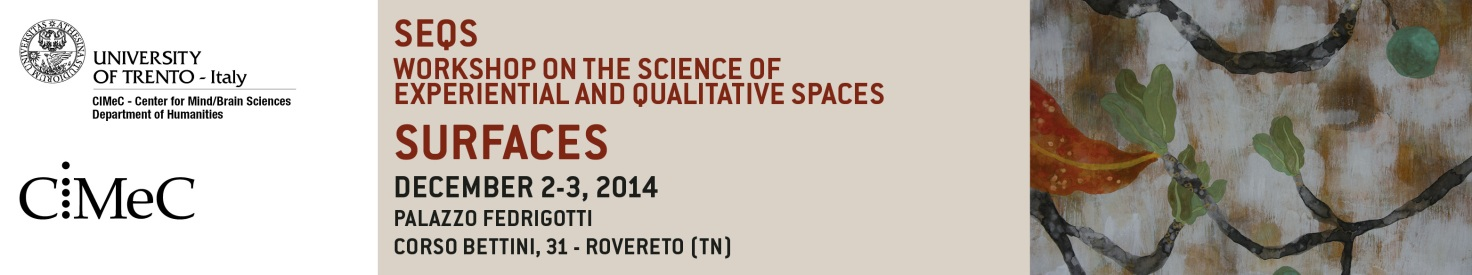 UNIVERSITY
OF TRENTO - Italy
CIMeC - Center for Mind/Brain Sciences
Department of Humanities
CiMeC
SEQS
WORKSHOP ON THE SCIENCE OF
EXPERIENTIAL AND QUALITATIVE SPACES
SURFACES
DECEMBER 2-3, 2014
PALAZZO FEDRIGOTTI
CORSO BETTINI, 31 - ROVERETO (TN)